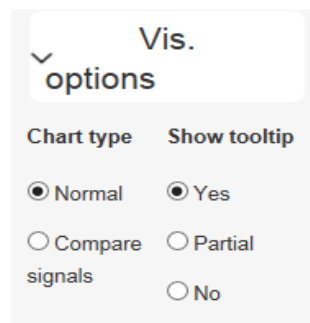 Vis.
options
Chart type Show tooltip
Normal Yes
Compare Partial
signals
No